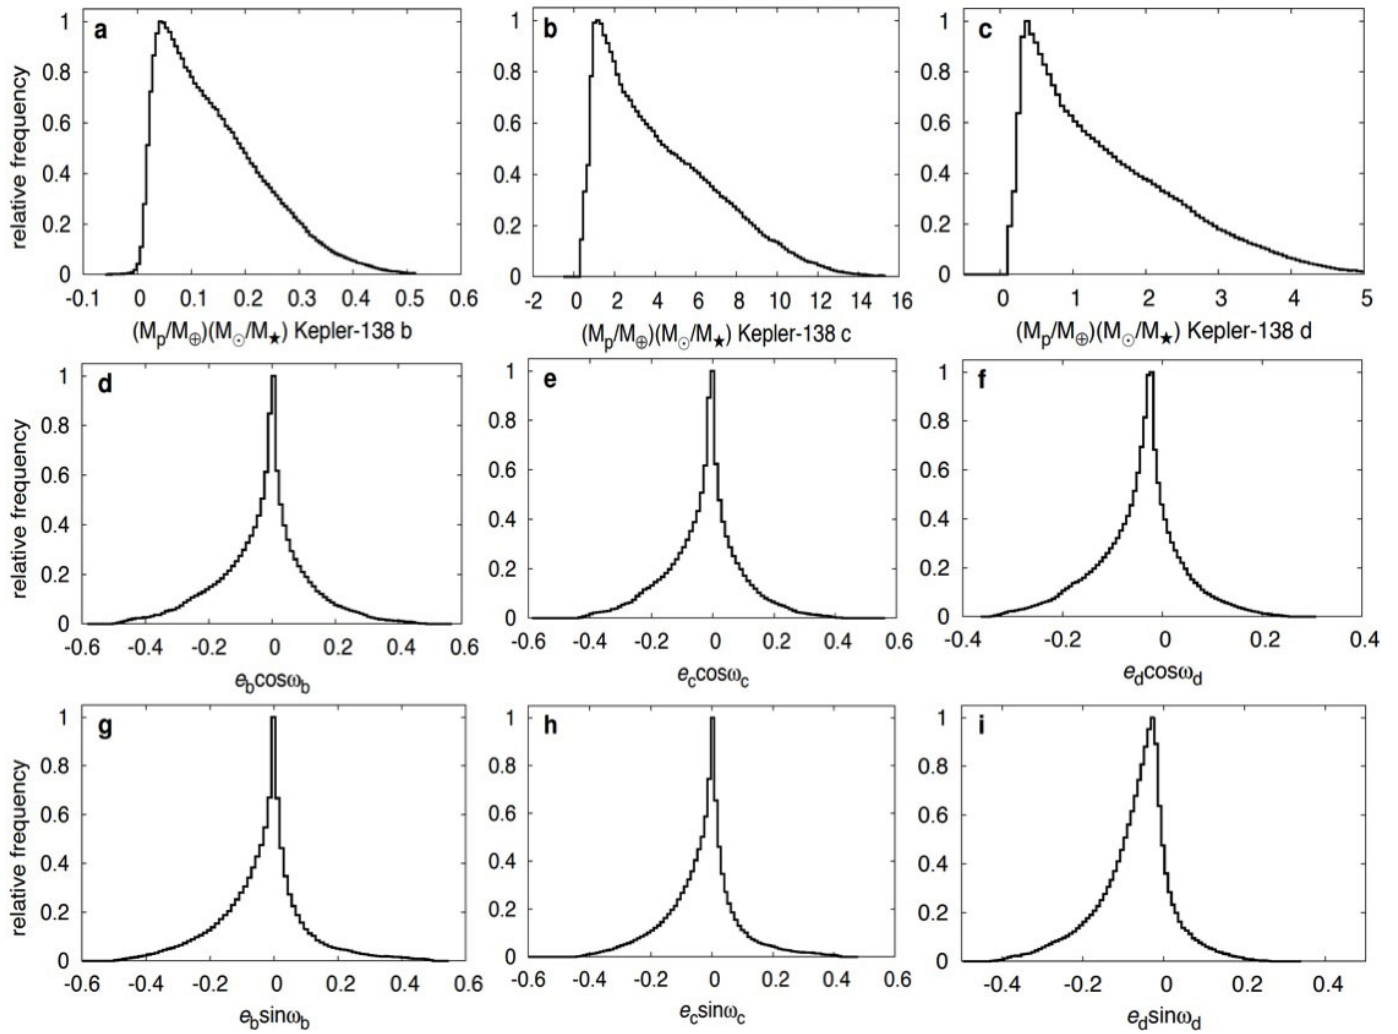 a
b
c
relative frequency
1
0.8
0.6
0.4
0.2
0
-0.1 0 0.1 0.2 0.3 0.4 0.5 0.6
(Mp/M⊕)(M☉/M★) Kepler-138 b
1
0.8
0.6
0.4
0.2
0
-2 0 2 4 6 8 10 12 14 16
(Mp/M⊕)(M☉/M★) Kepler-138 c
1
0.8
0.6
0.4
0.2
0
0 1 2 3 4 5
(Mp/M⊕)(M☉/M★) Kepler-138 d
d
e
f
relative frequency
1
0.8
0.6
0.4
0.2
0
-0.6 -0.4 -0.2 0 0.2 0.4 0.6
ebcosωb
1
0.8
0.6
0.4
0.2
0
-0.6 -0.4 -0.2 0 0.2 0.4 0.6
eccosωc
1
0.8
0.6
0.4
0.2
0
-0.4 -0.2 0 0.2 0.4
edcosωd
g
h
i
relative frequency
1
0.8
0.6
0.4
0.2
0
-0.6 -0.4 -0.2 0 0.2 0.4 0.6
ebsinωb
1
0.8
0.6
0.4
0.2
0
-0.6 -0.4 -0.2 0 0.2 0.4 0.6
ecsinωc
1
0.8
0.6
0.4
0.2
0
-0.4 -0.2 0 0.2 0.4
edsinωd